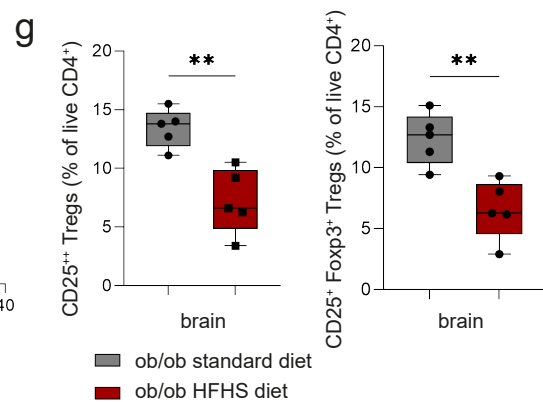 g
CD25⁺⁺ Tregs (% of live CD4⁺)
20
15
10
5
0
**
brain
CD25⁺ Foxp3⁺ Tregs (% of live CD4⁺)
20
15
10
5
0
**
brain
40
ob/ob standard diet
ob/ob HFHS diet